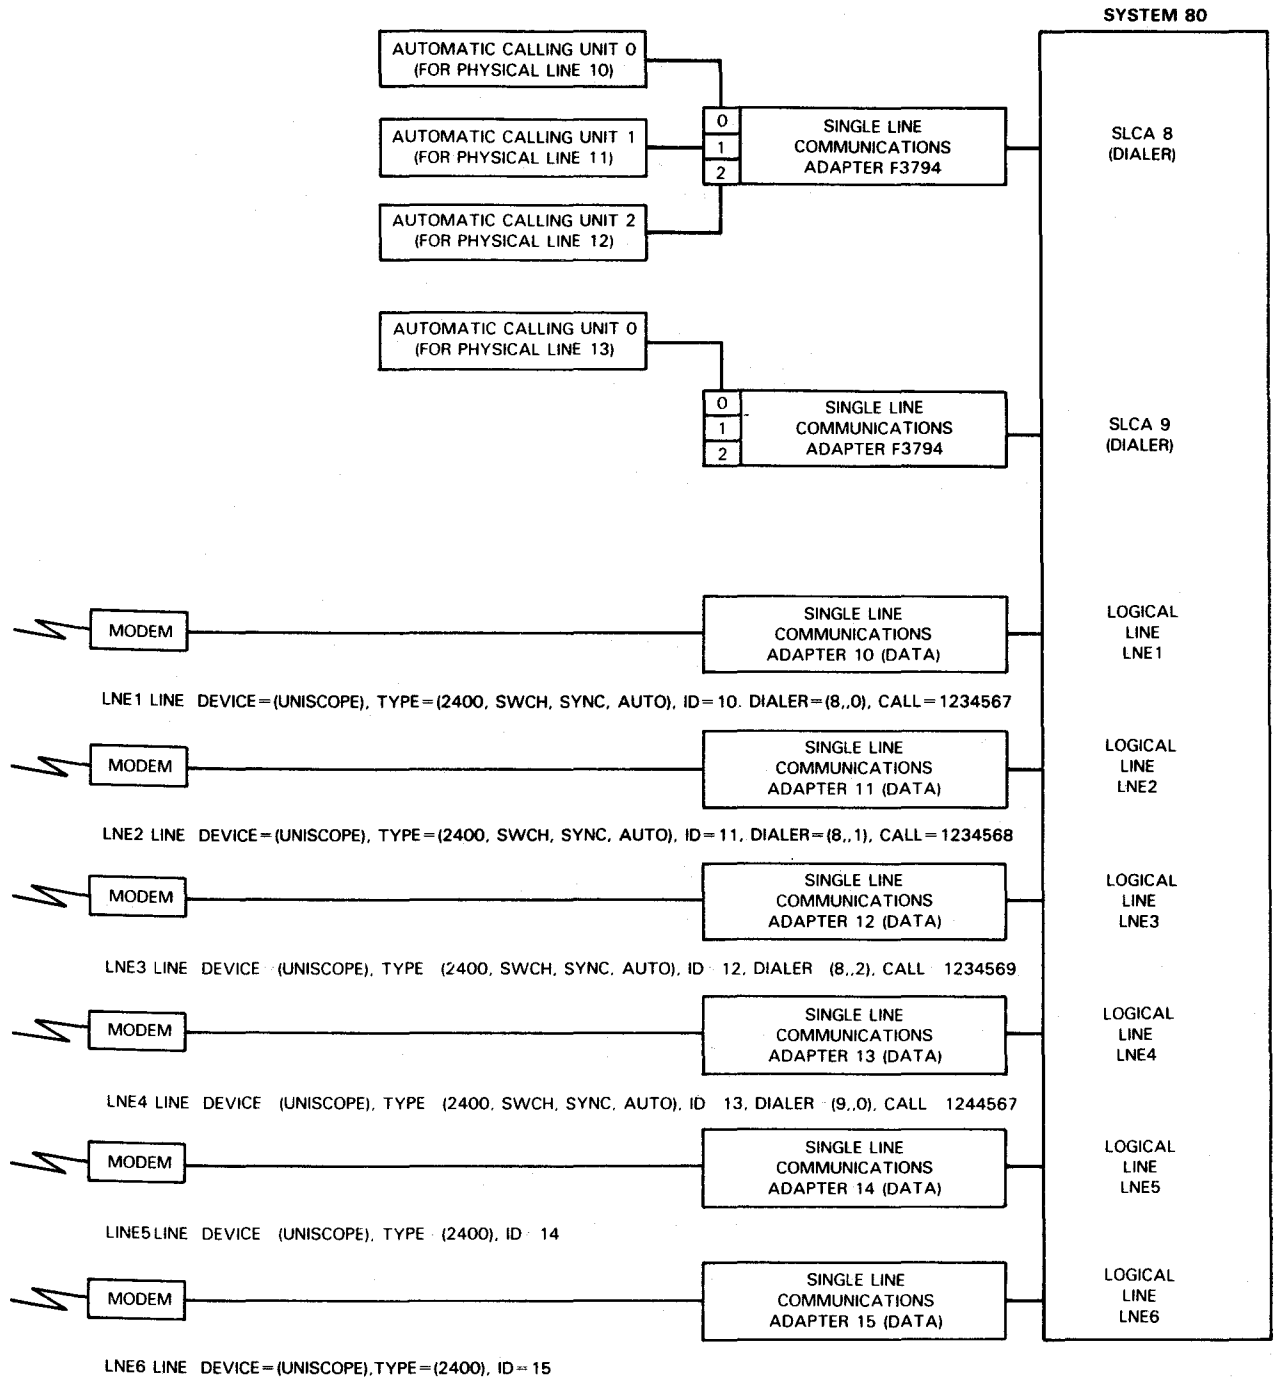 SYSTEM 80
AUTOMATIC CALLING UNIT 0
(FOR PHYSICAL LINE 10)
AUTOMATIC CALLING UNIT 1
(FOR PHYSICAL LINE 11)
AUTOMATIC CALLING UNIT 2
(FOR PHYSICAL LINE 12)
0
1
2
SINGLE LINE
COMMUNICATIONS
ADAPTER F3794
SLCA 8
(DIALER)
AUTOMATIC CALLING UNIT 0
(FOR PHYSICAL LINE 13)
0
1
2
SINGLE LINE
COMMUNICATIONS
ADAPTER F3794
SLCA 9
(DIALER)
MODEM
SINGLE LINE
COMMUNICATIONS
ADAPTER 10 (DATA)
LOGICAL
LINE
LNE1
LNE1 LINE DEVICE=(UNISCOPE), TYPE=(2400, SWCH, SYNC, AUTO), ID=10. DIALER=(8,,0), CALL=1234567
MODEM
SINGLE LINE
COMMUNICATIONS
ADAPTER 11 (DATA)
LOGICAL
LINE
LNE2
LNE2 LINE DEVICE=(UNISCOPE), TYPE=(2400, SWCH, SYNC, AUTO), ID=11, DIALER=(8,,1), CALL=1234568
MODEM
SINGLE LINE
COMMUNICATIONS
ADAPTER 12 (DATA)
LOGICAL
LINE
LNE3
LNE3 LINE DEVICE (UNISCOPE), TYPE (2400, SWCH, SYNC, AUTO), ID 12, DIALER (8,,2), CALL 1234569
MODEM
SINGLE LINE
COMMUNICATIONS
ADAPTER 13 (DATA)
LOGICAL
LINE
LNE4
LNE4 LINE DEVICE (UNISCOPE), TYPE (2400, SWCH, SYNC, AUTO), ID 13, DIALER (9,,0), CALL 1244567
MODEM
SINGLE LINE
COMMUNICATIONS
ADAPTER 14 (DATA)
LOGICAL
LINE
LNE5
LINE5 LINE DEVICE (UNISCOPE), TYPE (2400), ID 14
MODEM
SINGLE LINE
COMMUNICATIONS
ADAPTER 15 (DATA)
LOGICAL
LINE
LNE6
LNE6 LINE DEVICE=(UNISCOPE),TYPE=(2400), ID=15